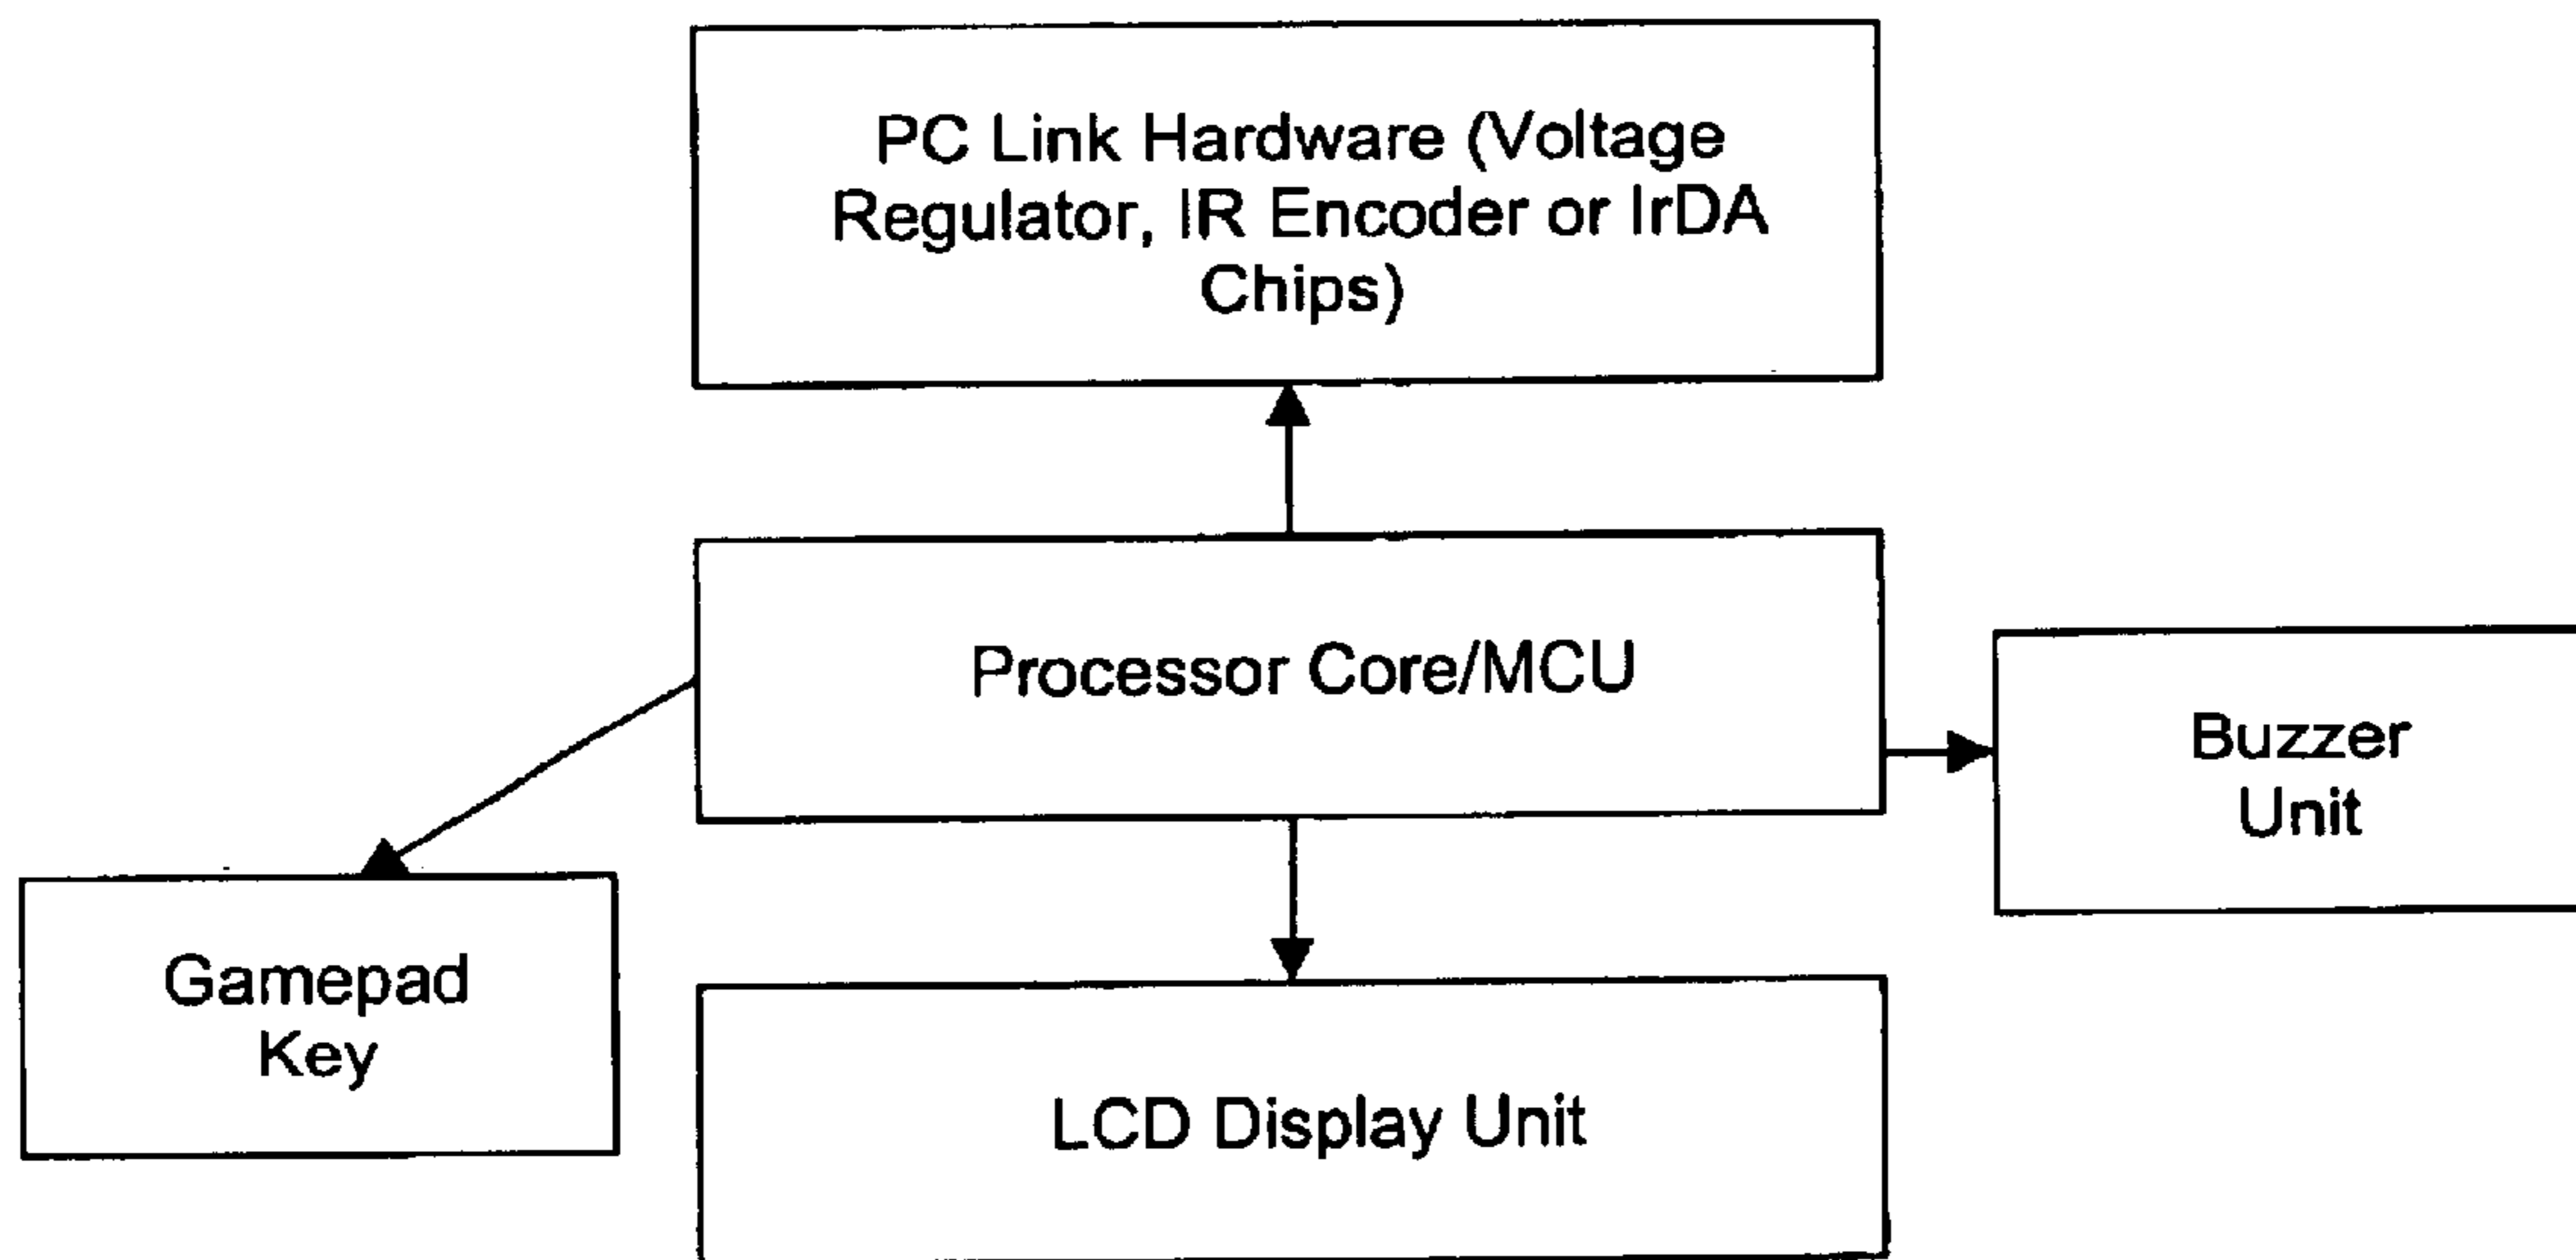 PC Link Hardware (Voltage
Regulator, IR Encoder or IrDA
Chips)
Processor Core/MCU
Buzzer
Unit
Gamepad
Key
LCD Display Unit